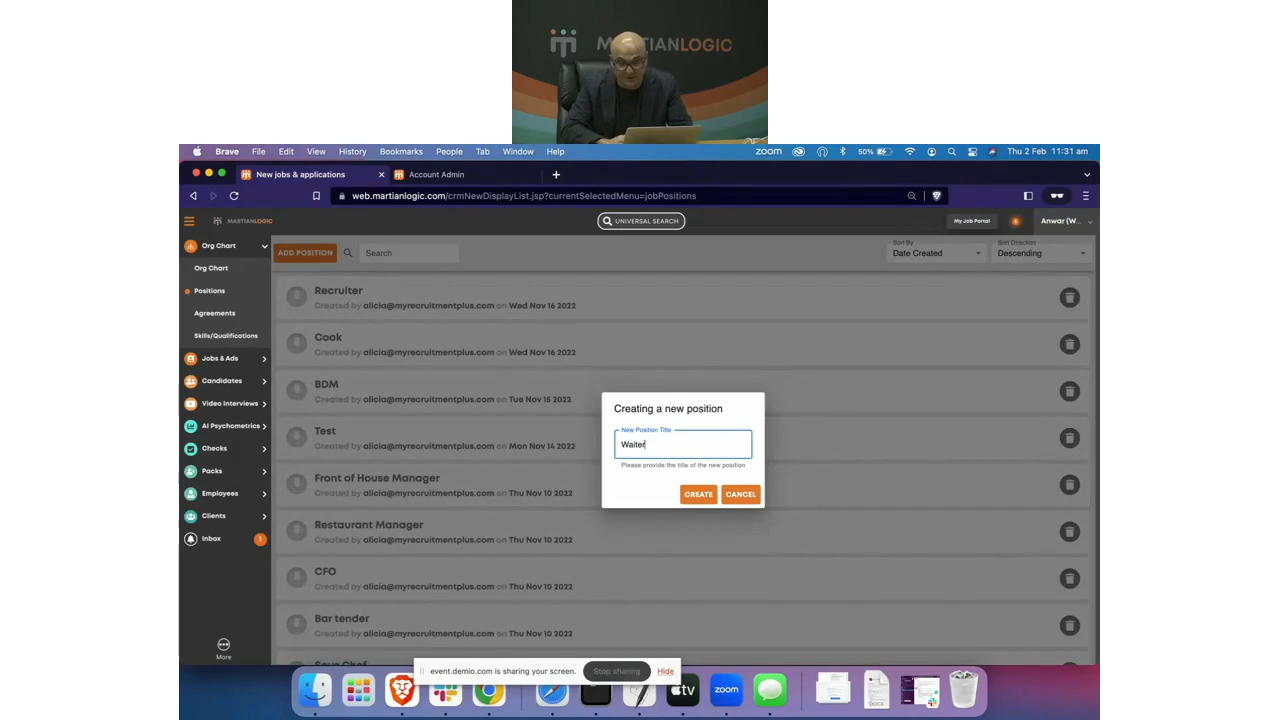 MARTIANLOGIC
Brave File Edit View History Bookmarks People Tab Window Help
zoom 50% Thu 2 Feb 11:31 am
New jobs & applications
Account Admin
web.martianlogic.com/crmNewDisplayList.jsp?currentSelectedMenu=jobPositions
MARTIANLOGIC
UNIVERSAL SEARCH
My Job Portal
6
Anwar (W...
Org Chart
Org Chart
Positions
Agreements
Skills/Qualifications
Jobs & Ads
Candidates
Video Interviews
AI Psychometrics
Checks
Packs
Employees
Clients
Inbox 1
More
ADD POSITION
Search
Sort By
Date Created
Sort Direction
Descending
Recruiter
Created by alicia@myrecruitmentplus.com on Wed Nov 16 2022
Cook
Created by alicia@myrecruitmentplus.com on Wed Nov 16 2022
BDM
Created by alicia@myrecruitmentplus.com on Tue Nov 15 2022
Test
Created by alicia@myrecruitmentplus.com on Mon Nov 14 2022
Front of House Manager
Created by alicia@myrecruitmentplus.com on Thu Nov 10 2022
Restaurant Manager
Created by alicia@myrecruitmentplus.com on Thu Nov 10 2022
CFO
Created by alicia@myrecruitmentplus.com on Thu Nov 10 2022
Bar tender
Created by alicia@myrecruitmentplus.com on Thu Nov 10 2022
Sous Chef
Creating a new position
New Position Title
Waiter
Please provide the title of the new position
CREATE
CANCEL
event.demio.com is sharing your screen.
Stop sharing
Hide
tv
zoom
DOCX